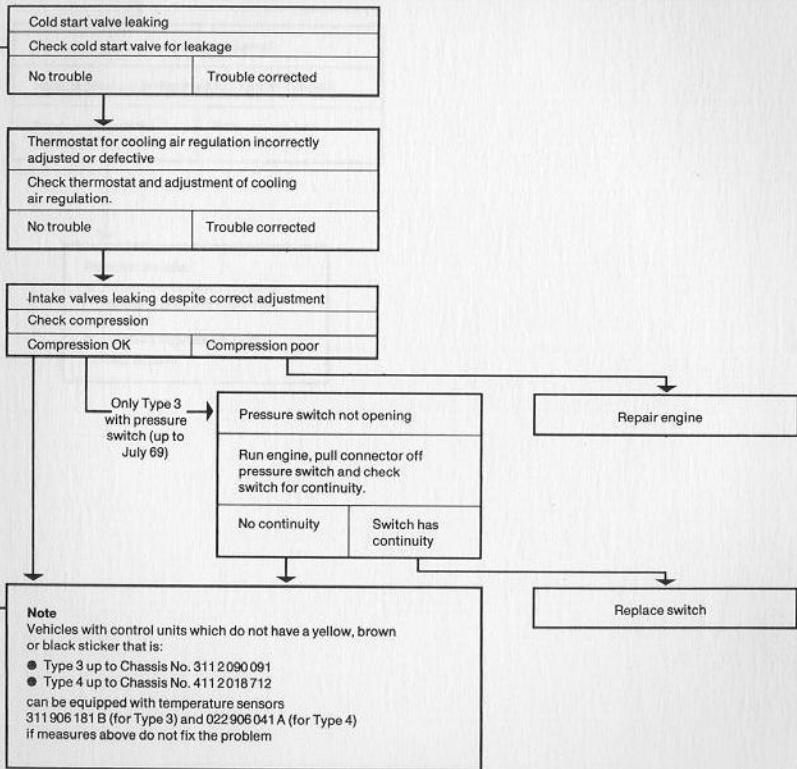 Cold start valve leaking
Check cold start valve for leakage
No trouble
Trouble corrected
Thermostat for cooling air regulation incorrectly
adjusted or defective
Check thermostat and adjustment of cooling
air regulation.
No trouble
Trouble corrected
Intake valves leaking despite correct adjustment
Check compression
Compression OK
Compression poor
Only Type 3
with pressure
switch (up to
July 69)
Pressure switch not opening
Run engine, pull connector off
pressure switch and check
switch for continuity.
No continuity
Switch has
continuity
Repair engine
Replace switch
Note
Vehicles with control units which do not have a yellow, brown
or black sticker that is:
● Type 3 up to Chassis No. 311 2 090 091
● Type 4 up to Chassis No. 411 2 018 712
can be equipped with temperature sensors
311 906 181 B (for Type 3) and 022 906 041 A (for Type 4)
if measures above do not fix the problem